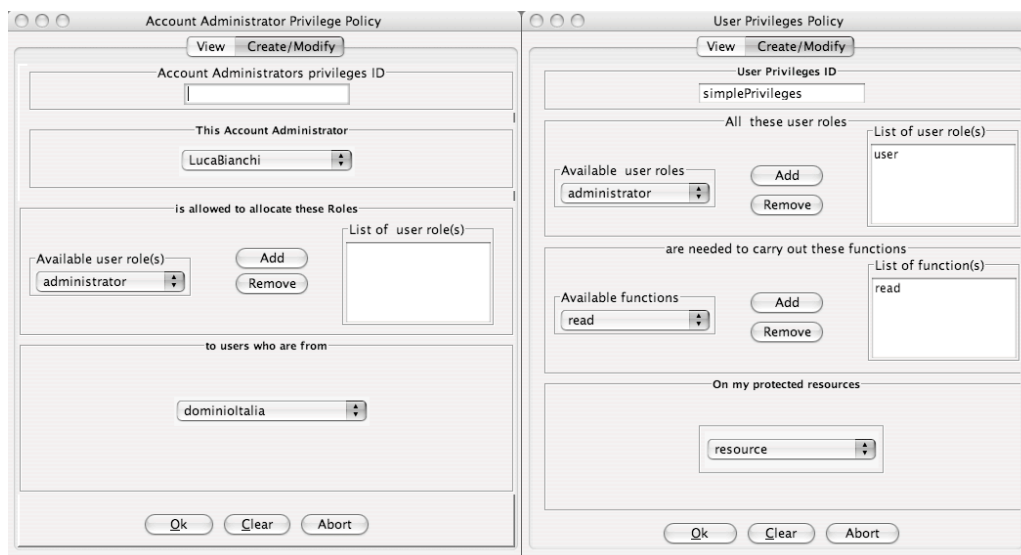 Account Administrator Privilege Policy
View Create/Modify
Account Administrators privileges ID
This Account Administrator
LucaBianchi
is allowed to allocate these Roles
List of user role(s)
Available user role(s)
administrator
Add
Remove
to users who are from
dominioItalia
Ok Clear Abort
User Privileges Policy
View Create/Modify
User Privileges ID
simplePrivileges
All these user roles
List of user role(s)
user
Available user roles
administrator
Add
Remove
are needed to carry out these functions
List of function(s)
read
Available functions
read
Add
Remove
On my protected resources
resource
Ok Clear Abort